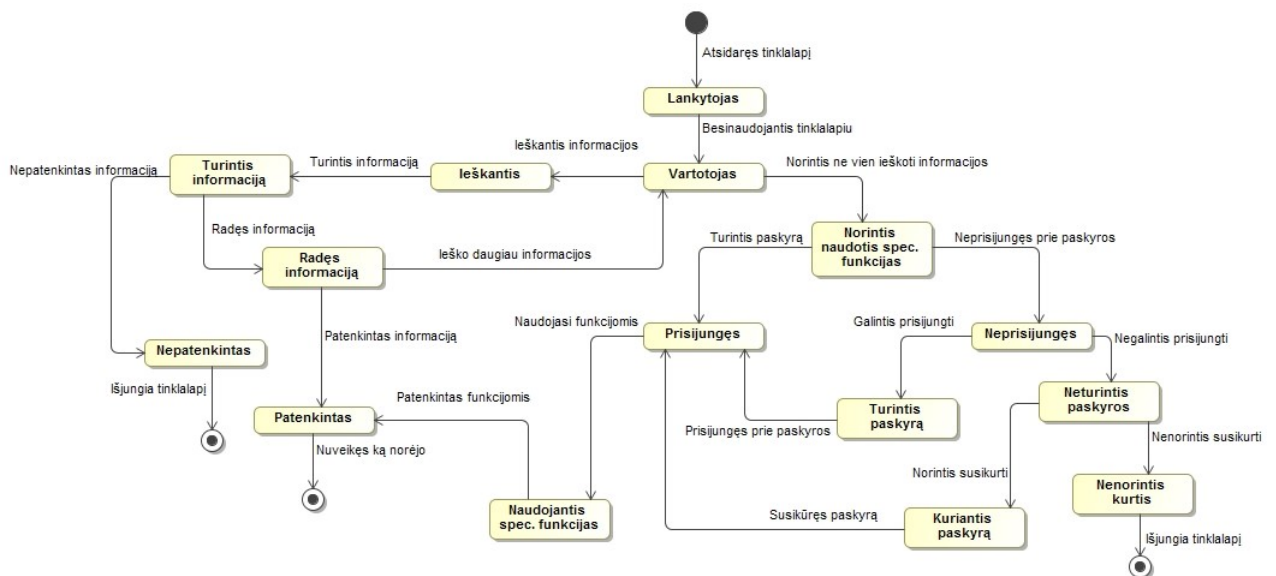 Atsidaręs tinklalapį
Lankytojas
Besinaudojantis tinklalapiu
Ieškantis informacijos
Nepatenkintas informaciją
Turintis
informaciją
Turintis informaciją
Ieškantis
Vartotojas
Norintis ne vien ieškoti informacijos
Radęs informaciją
Turintis paskyrą
Norintis
naudotis spec.
funkcijas
Neprisijungęs prie paskyros
Radęs
informaciją
Ieško daugiau informacijos
Naudojasi funkcijomis
Prisijungęs
Galintis prisijungti
Neprisijungęs
Negalintis prisijungti
Patenkintas informaciją
Nepatenkintas
Išjungia tinklalapį
Patenkintas funkcijomis
Neturintis
paskyros
Patenkintas
Turintis
paskyrą
Prisijungęs prie paskyros
Nenorintis susikurti
Nuveikęs ką norėjo
Norintis susikurti
Nenorintis
kurtis
Naudojantis
spec. funkcijas
Susikūręs paskyrą
Kuriantis
paskyrą
Išjungia tinklalapį